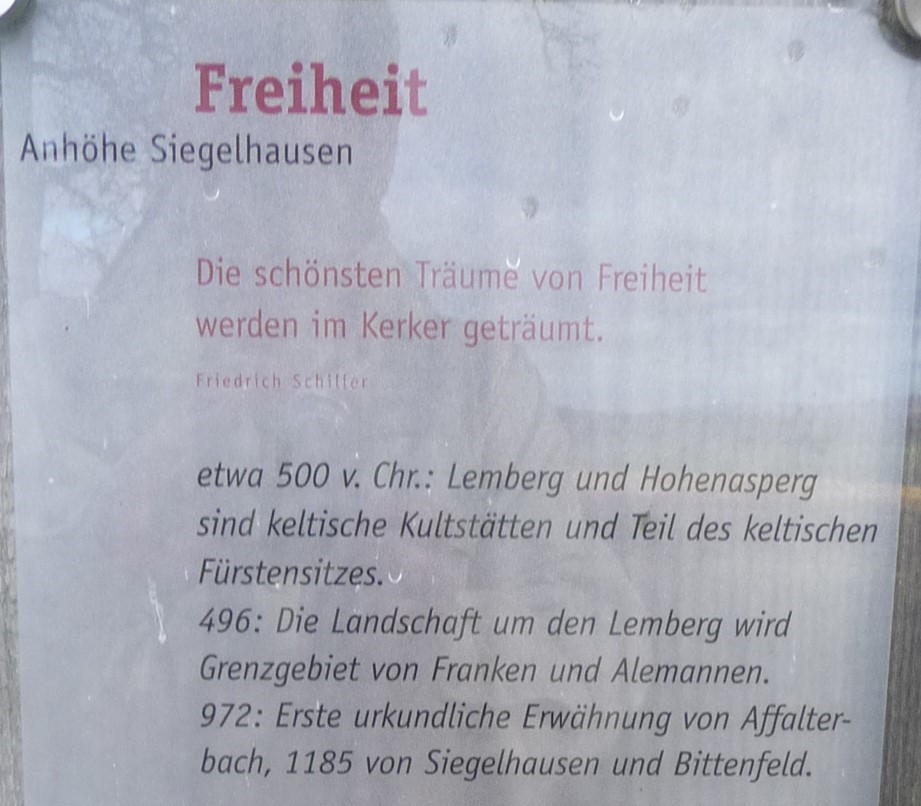 Freiheit
Anhöhe Siegelhausen
Die schönsten Träume von Freiheit
werden im Kerker geträumt.
Friedrich Schiller
etwa 500 v. Chr.: Lemberg und Hohenasperg
sind keltische Kultstätten und Teil des keltischen
Fürstensitzes.
496: Die Landschaft um den Lemberg wird
Grenzgebiet von Franken und Alemannen.
972: Erste urkundliche Erwähnung von Affalter-
bach, 1185 von Siegelhausen und Bittenfeld.